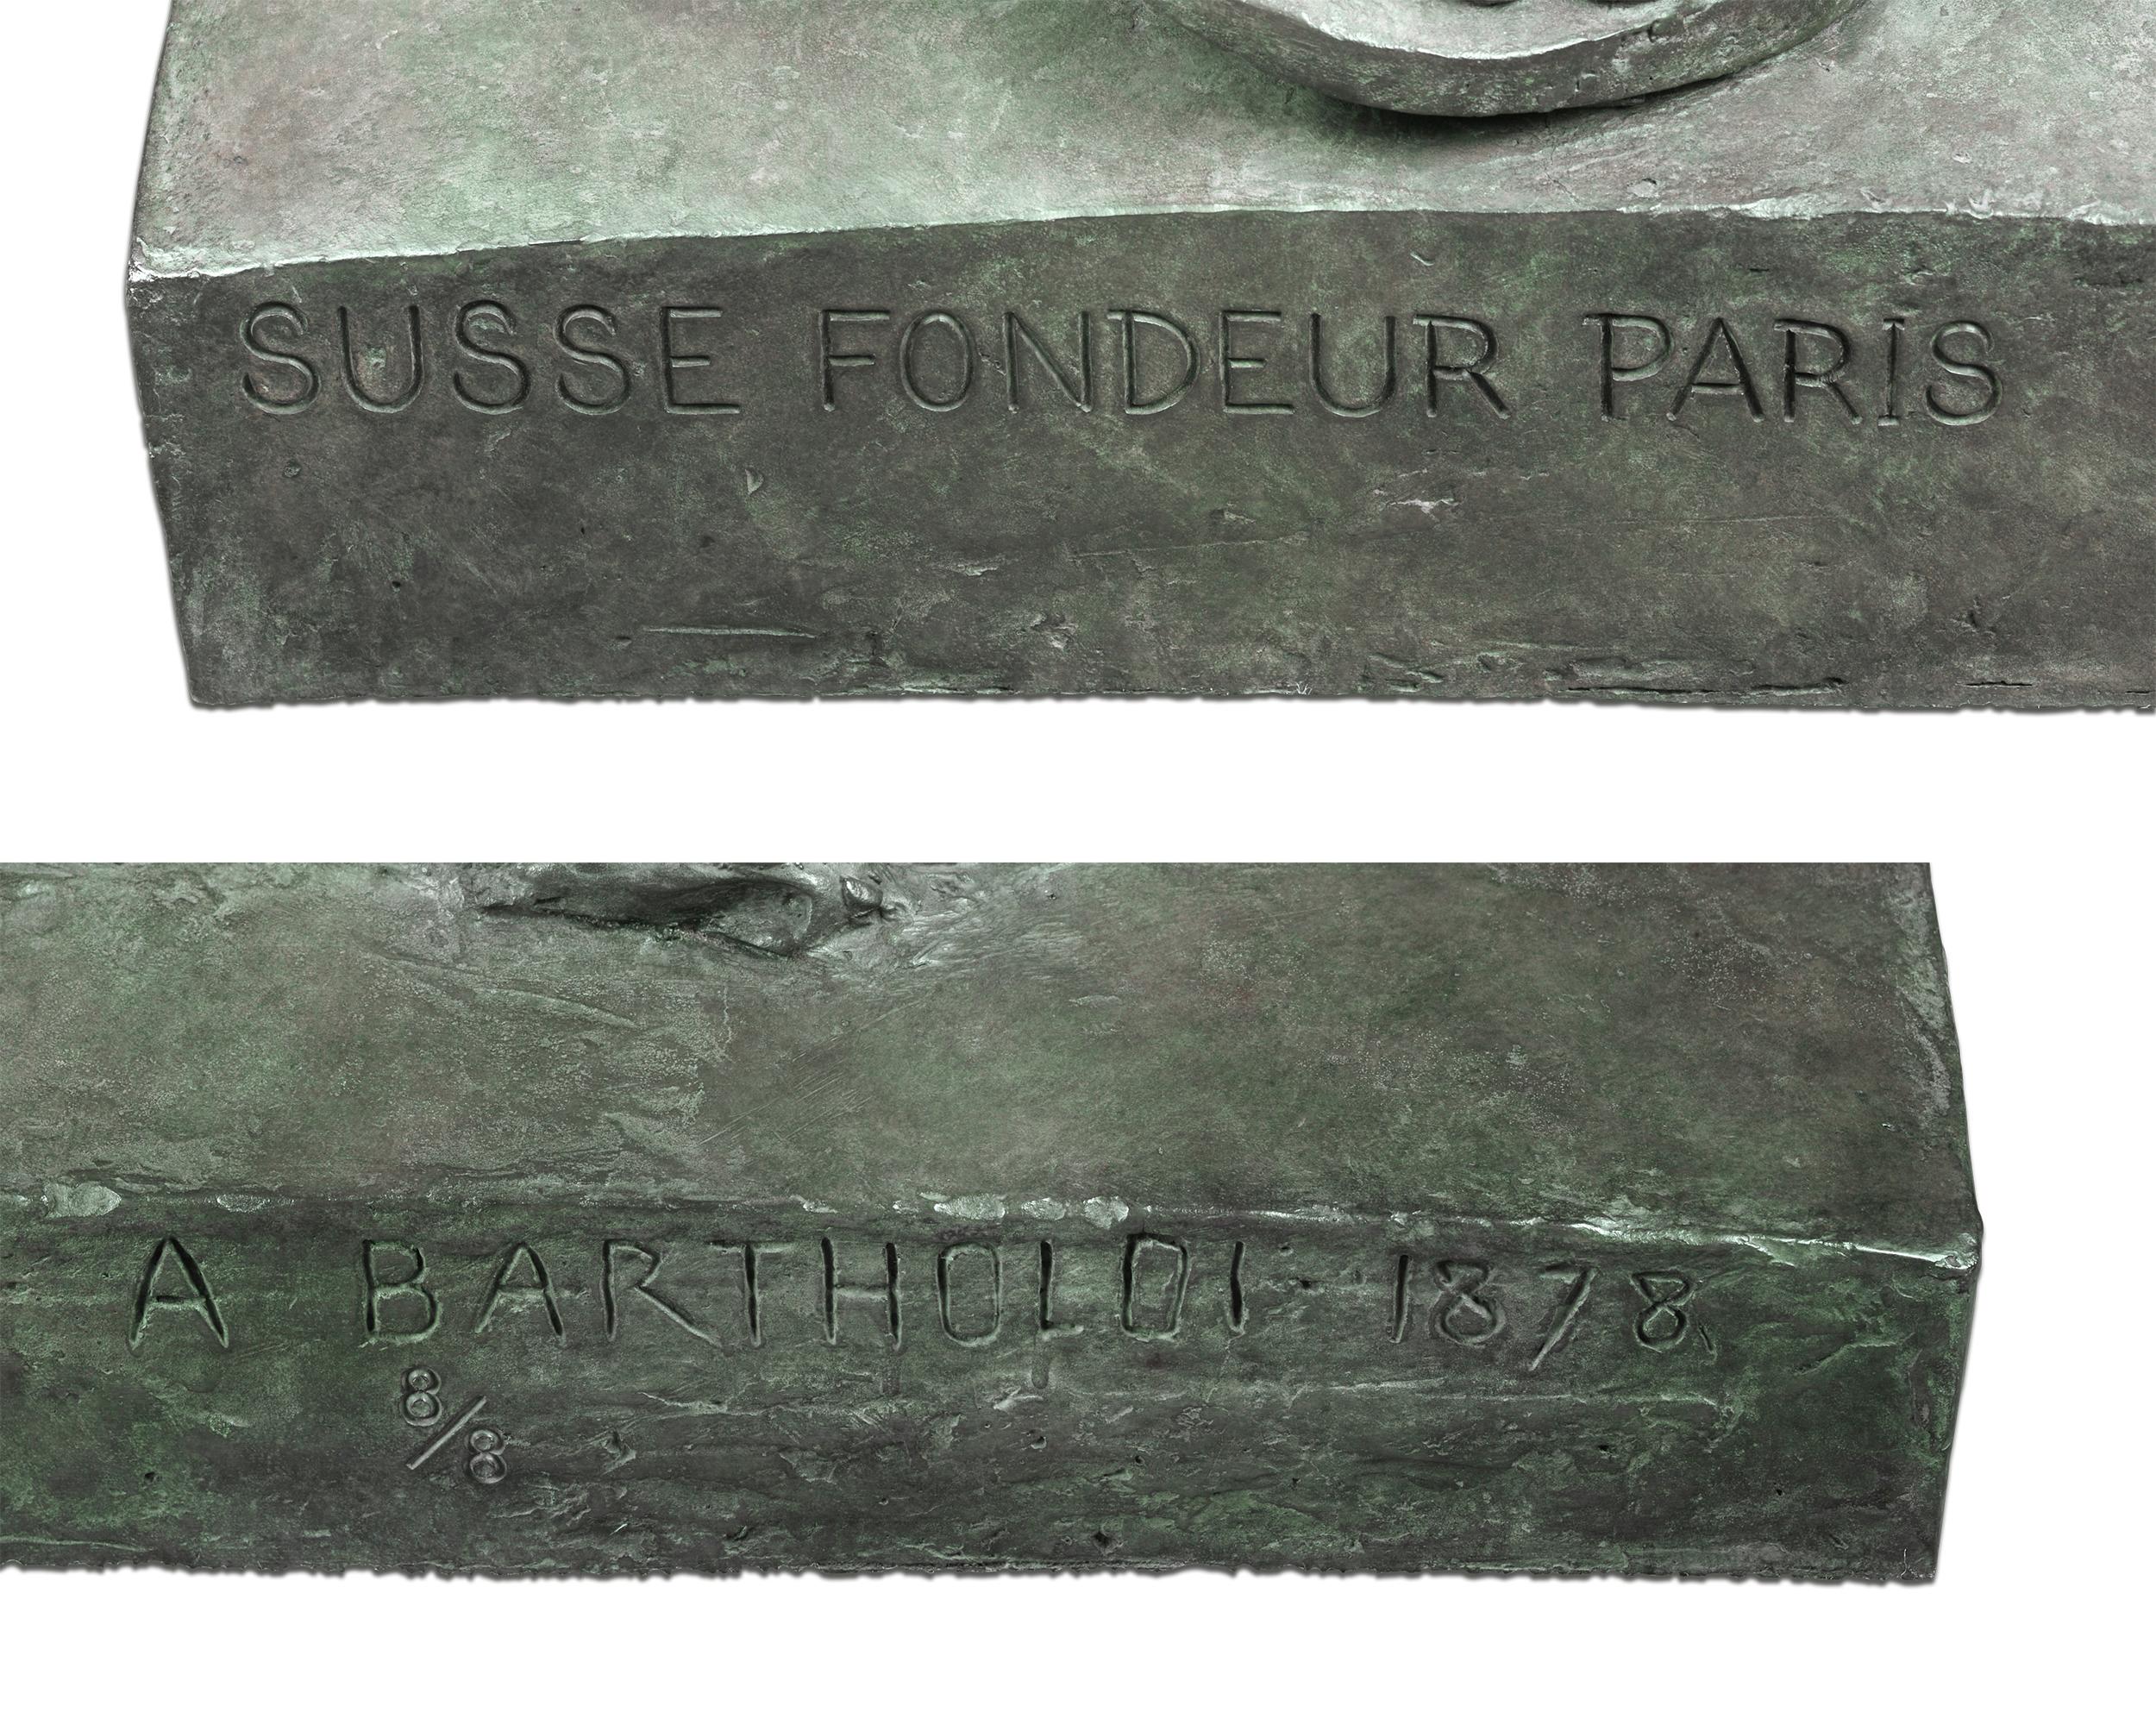 SUSSE FONDEUR PARIS
A BARTHOLDI 1878
8/8